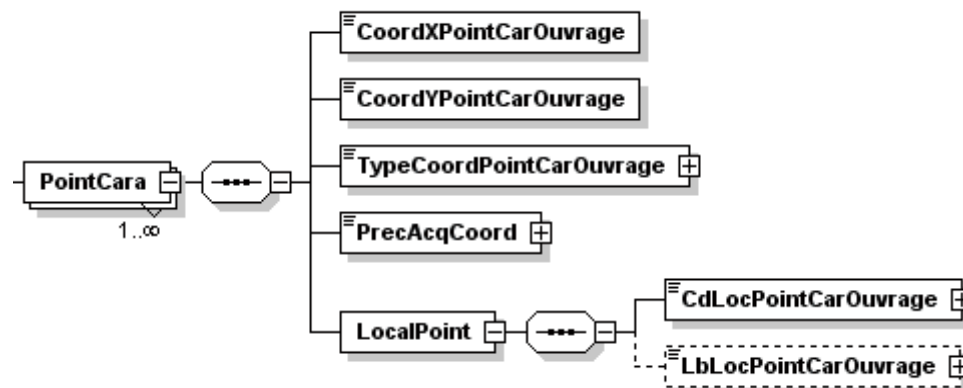 CoordXPointCarOuvrage
CoordYPointCarOuvrage
TypeCoordPointCarOuvrage
PointCara
1..∞
PrecAcqCoord
LocalPoint
CdLocPointCarOuvrage
LbLocPointCarOuvrage